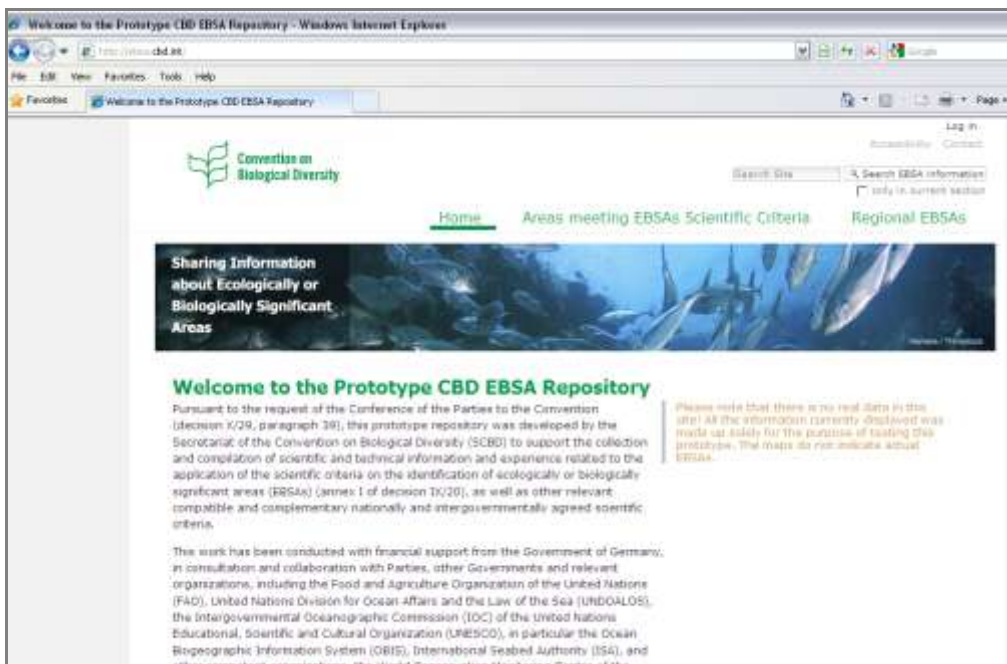 Welcome to the Prototype CBD EBSA Repository - Windows Internet Explorer
File Edit View Favorites Tools Help
Favorites Welcome to the Prototype CBD EBSA Repository Page
Log in
Accessibility Contact
Convention on
Biological Diversity
Search Site Search EBSA information
only in current section
Home Areas meeting EBSAs Scientific Criteria Regional EBSAs
Sharing Information
about Ecologically or
Biologically Significant
Areas
Welcome to the Prototype CBD EBSA Repository
Pursuant to the request of the Conference of the Parties to the Convention
(decision X/29, paragraph 39), this prototype repository was developed by the
Secretariat of the Convention on Biological Diversity (SCBD) to support the collection
and compilation of scientific and technical information and experience related to the
application of the scientific criteria on the identification of ecologically or biologically
significant areas (EBSAs) (annex I of decision IX/20), as well as other relevant
compatible and complementary nationally and intergovernmentally agreed scientific
criteria.
Please note that there is no real data in this
site! All the information currently displayed was
made up solely for the purpose of testing this
prototype. The maps do not indicate actual
EBSAs.
This work has been conducted with financial support from the Government of Germany,
in consultation and collaboration with Parties, other Governments and relevant
organizations, including the Food and Agriculture Organization of the United Nations
(FAO), United Nations Division for Ocean Affairs and the Law of the Sea (UNDOALOS),
the Intergovernmental Oceanographic Commission (IOC) of the United Nations
Educational, Scientific and Cultural Organization (UNESCO), in particular the Ocean
Biogeographic Information System (OBIS), International Seabed Authority (ISA), and